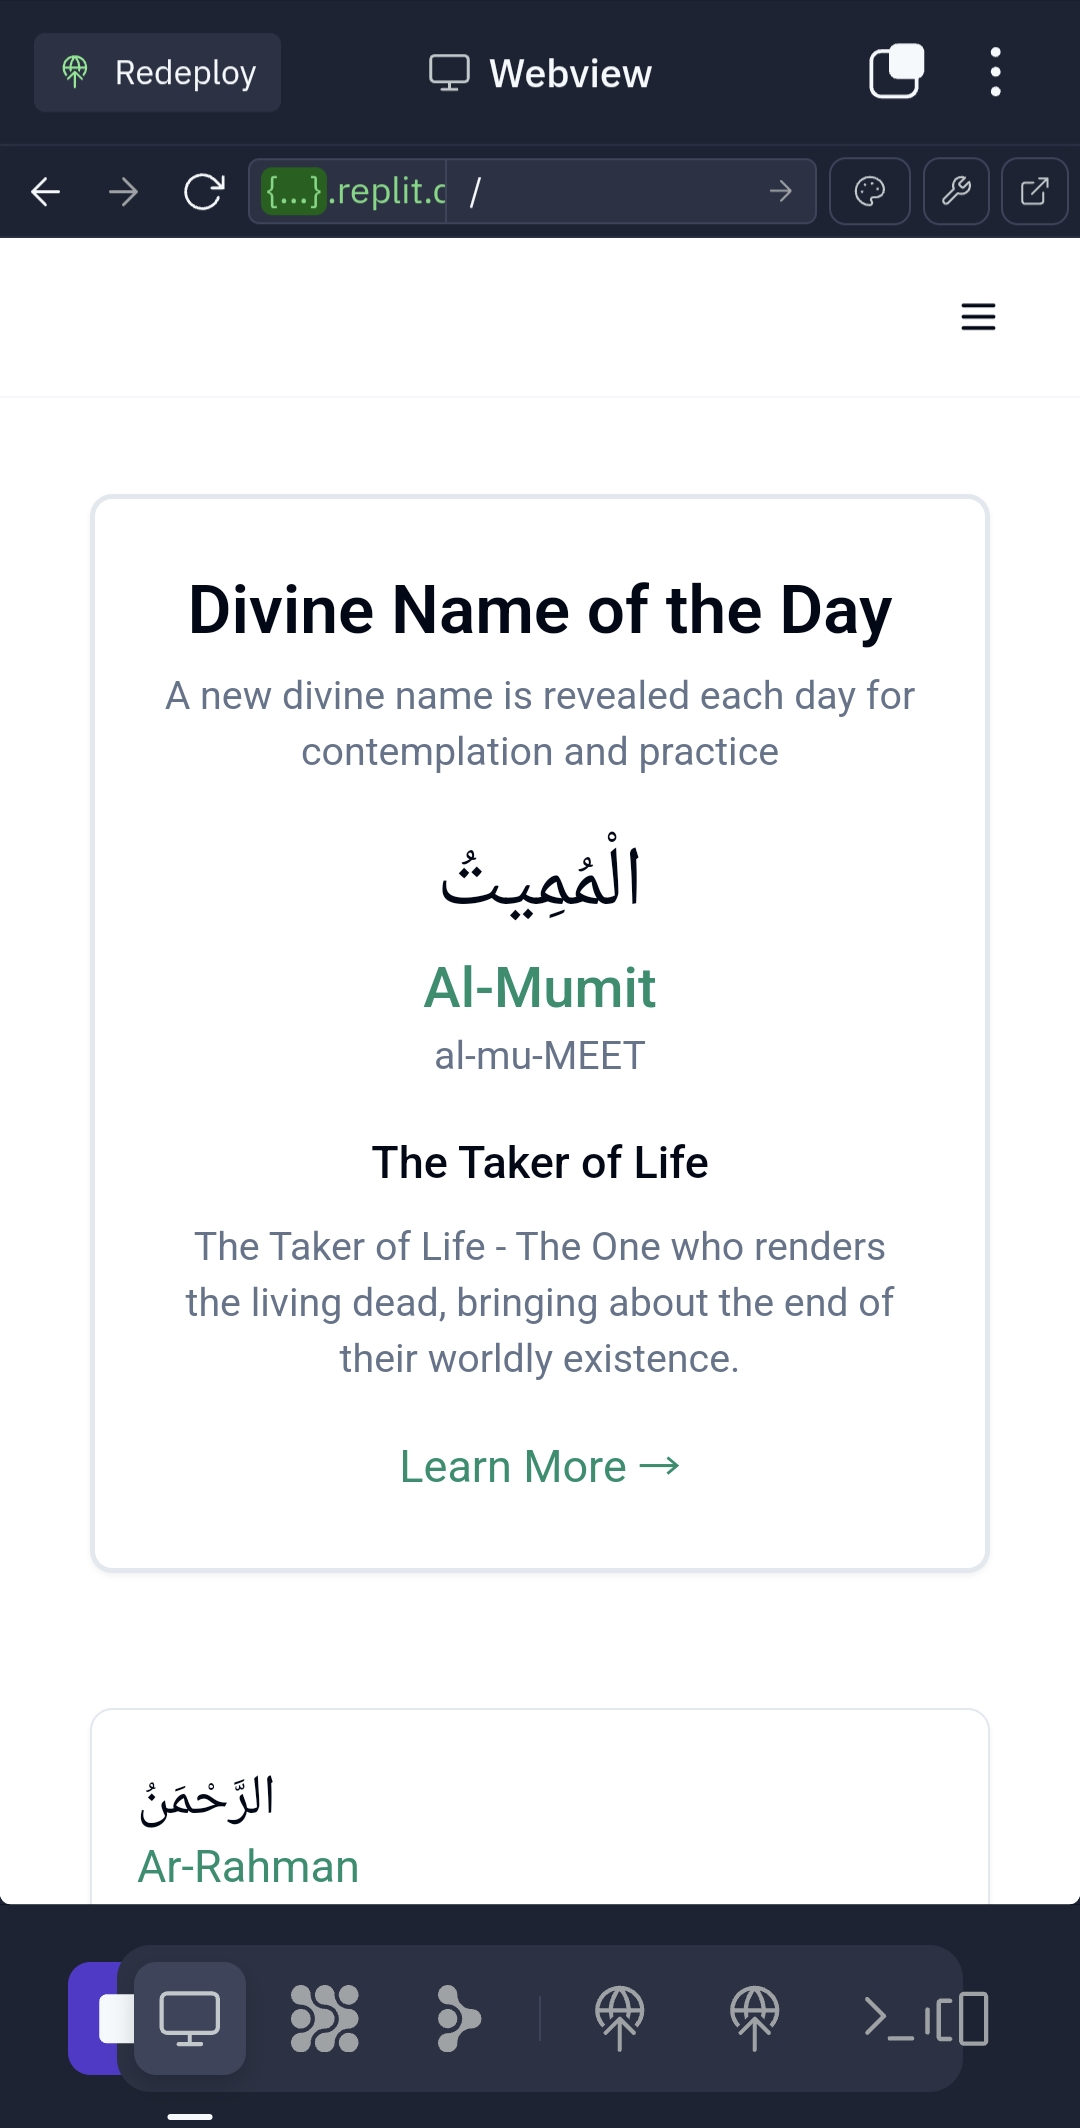 Redeploy
Webview
{...}.replit.c
/
Divine Name of the Day
A new divine name is revealed each day for
contemplation and practice
الْمُمِيتُ
Al-Mumit
al-mu-MEET
The Taker of Life
The Taker of Life - The One who renders
the living dead, bringing about the end of
their worldly existence.
Learn More →
الرَّحْمَنُ
Ar-Rahman